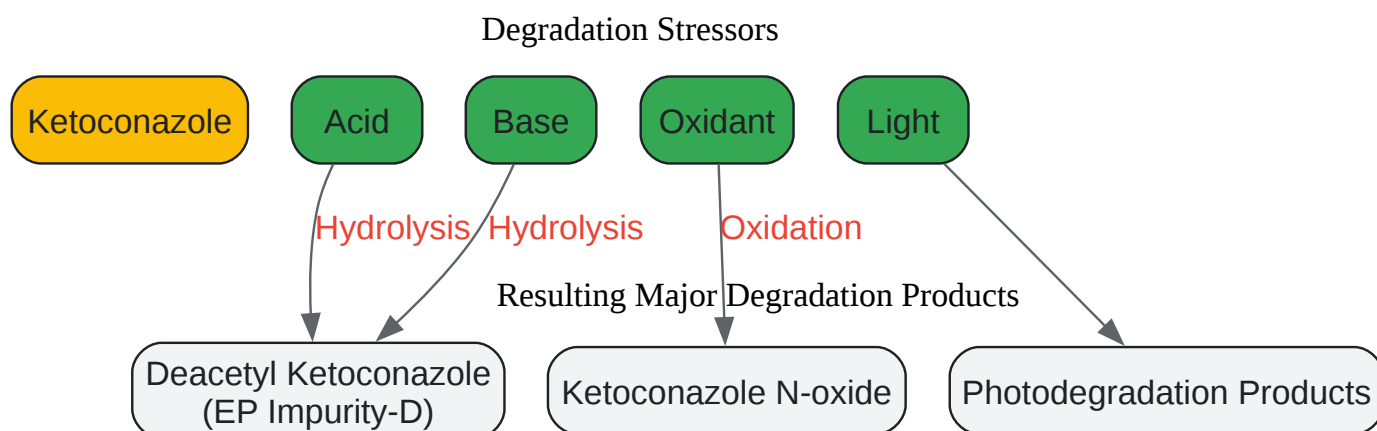 Degradation Stressors
Ketoconazole
Acid
Base
Oxidant
Light
Hydrolysis
Hydrolysis
Oxidation
Resulting Major Degradation Products
Deacetyl Ketoconazole
(EP Impurity-D)
Ketoconazole N-oxide
Photodegradation Products